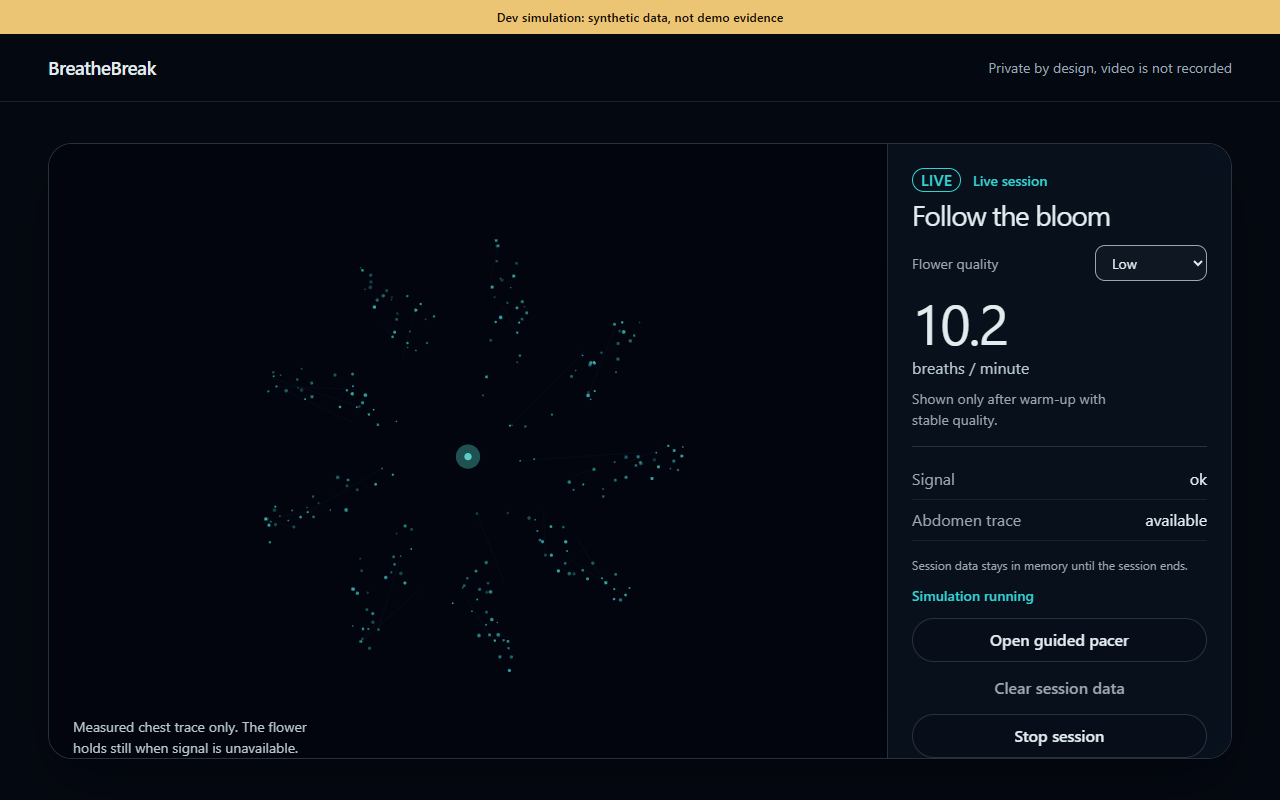 Dev simulation: synthetic data, not demo evidence
BreatheBreak
Private by design, video is not recorded
LIVE Live session
Follow the bloom
Flower quality Low
10.2
breaths / minute
Shown only after warm-up with
stable quality.
Signal ok
Abdomen trace available
Session data stays in memory until the session ends.
Simulation running
Open guided pacer
Clear session data
Stop session
Measured chest trace only. The flower
holds still when signal is unavailable.